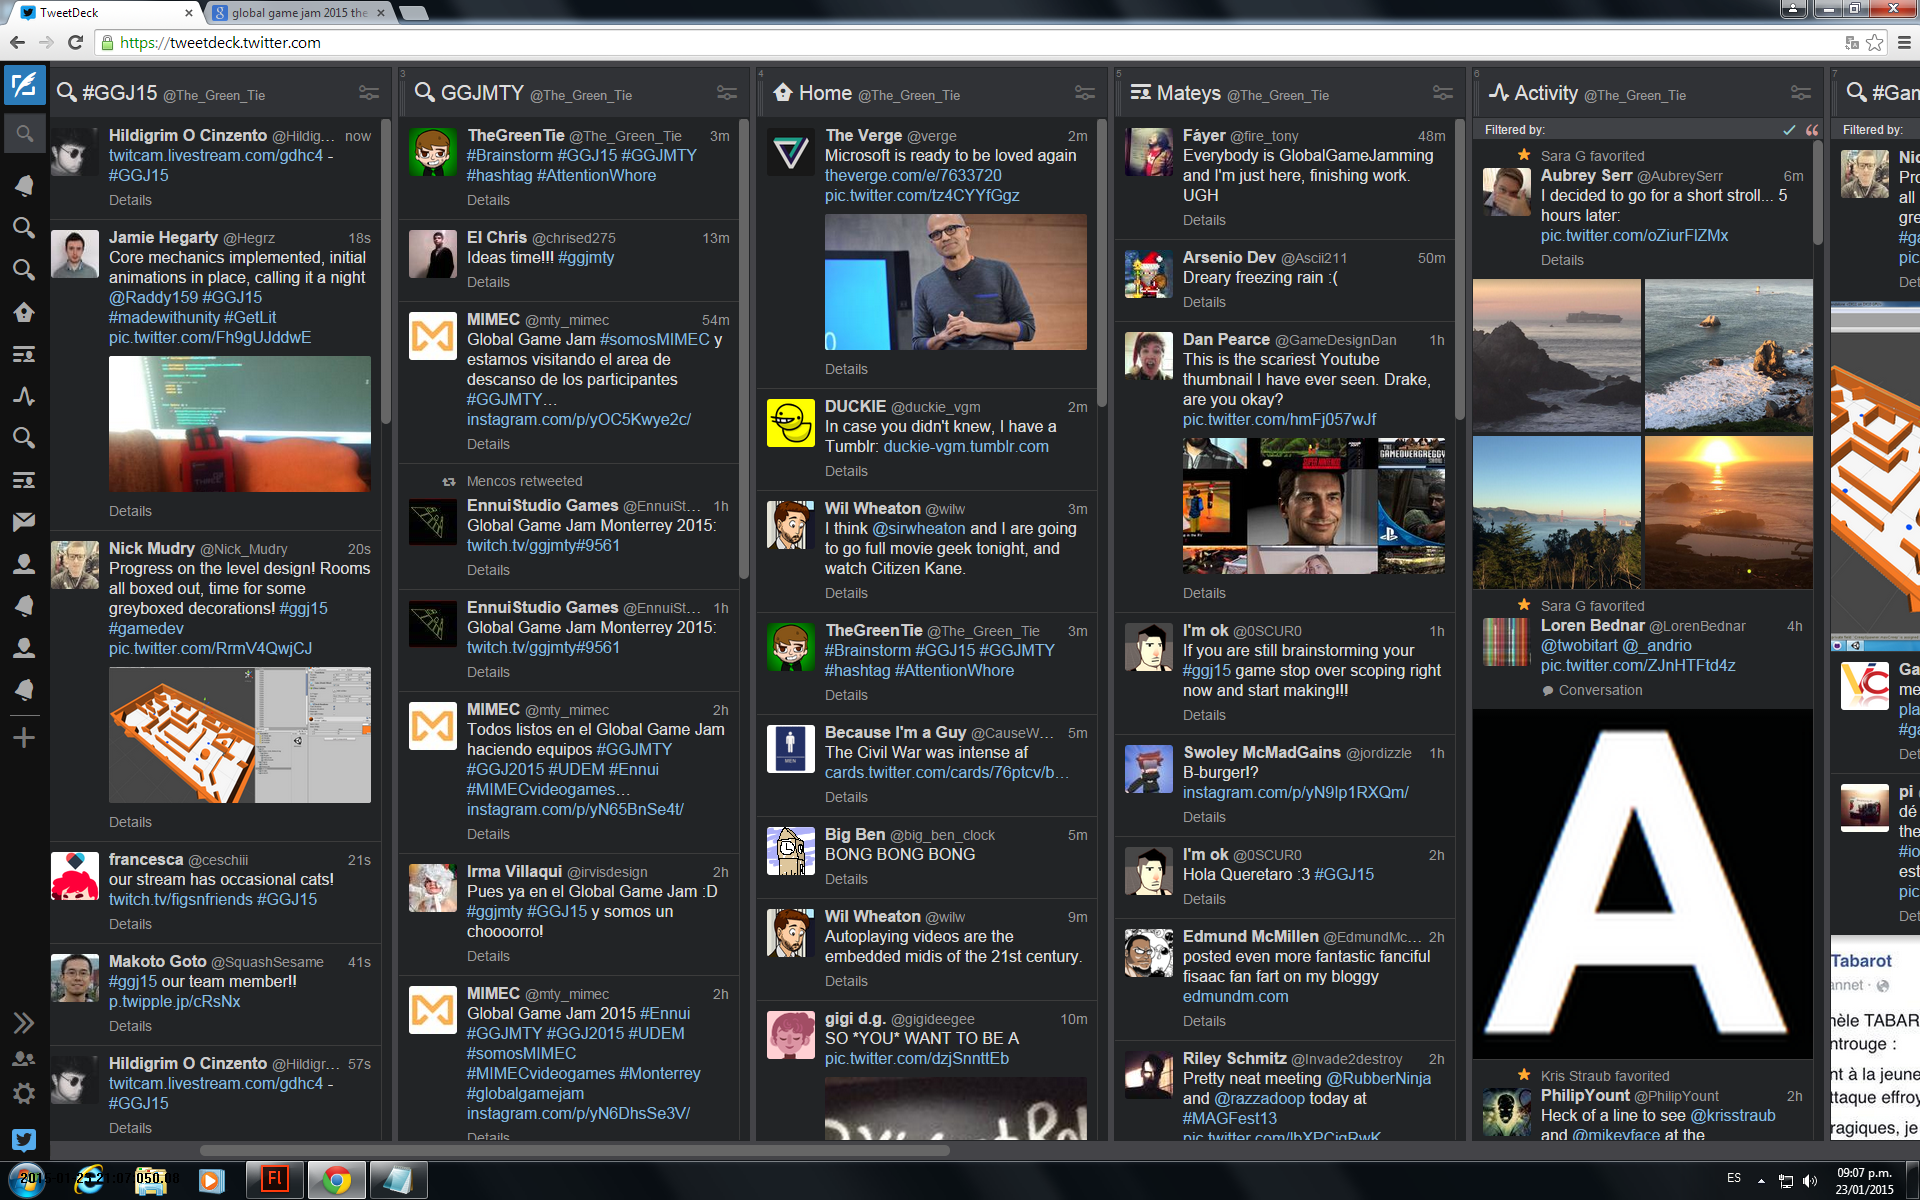 TweetDeck
global game jam 2015 the
https://tweetdeck.twitter.com
#GGJ15 @The_Green_Tie
Hildigrim O Cinzento @Hildig... now
twitcam.livestream.com/gdhc4 -
#GGJ15
Details
Jamie Hegarty @Hegrz 18s
Core mechanics implemented, initial
animations in place, calling it a night
@Raddy159 #GGJ15
#madewithunity #GetLit
pic.twitter.com/Fh9gUJddwE
Details
Nick Mudry @Nick_Mudry 20s
Progress on the level design! Rooms
all boxed out, time for some
greyboxed decorations! #ggj15
#gamedev
pic.twitter.com/RrmV4QwjCJ
Details
francesca @ceschiii 21s
our stream has occasional cats!
twitch.tv/figsnfriends #GGJ15
Details
Makoto Goto @SquashSesame 41s
#ggj15 our team member!!
p.twipple.jp/cRsNx
Details
Hildigrim O Cinzento @Hildigr... 57s
twitcam.livestream.com/gdhc4 -
#GGJ15
Details
3
GGJMTY @The_Green_Tie
TheGreenTie @The_Green_Tie 3m
#Brainstorm #GGJ15 #GGJMTY
#hashtag #AttentionWhore
Details
El Chris @chrised275 13m
Ideas time!!! #ggjmty
Details
MIMEC @mty_mimec 54m
Global Game Jam #somosMIMEC y
estamos visitando el area de
descanso de los participantes
#GGJMTY...
instagram.com/p/yOC5Kwye2c/
Details
Mencos retweeted
EnnuiStudio Games @EnnuiSt... 1h
Global Game Jam Monterrey 2015:
twitch.tv/ggjmty#9561
Details
EnnuiStudio Games @EnnuiSt... 1h
Global Game Jam Monterrey 2015:
twitch.tv/ggjmty#9561
Details
MIMEC @mty_mimec 2h
Todos listos en el Global Game Jam
haciendo equipos #GGJMTY
#GGJ2015 #UDEM #Ennui
#MIMECvideogames...
instagram.com/p/yN65BnSe4t/
Details
Irma Villaqui @irvisdesign 2h
Pues ya en el Global Game Jam :D
#ggjmty #GGJ15 y somos un
choooorro!
Details
MIMEC @mty_mimec 2h
Global Game Jam 2015 #Ennui
#GGJMTY #GGJ2015 #UDEM
#somosMIMEC
#MIMECvideogames #Monterrey
#globalgamejam
instagram.com/p/yN6DhsSe3V/
Details
4
Home @The_Green_Tie
The Verge @verge 2m
Microsoft is ready to be loved again
theverge.com/e/7633720
pic.twitter.com/tz4CYYfGgz
Details
DUCKIE @duckie_vgm 2m
In case you didn't knew, I have a
Tumblr: duckie-vgm.tumblr.com
Details
Wil Wheaton @wilw 3m
I think @sirwheaton and I are going
to go full movie geek tonight, and
watch Citizen Kane.
Details
TheGreenTie @The_Green_Tie 3m
#Brainstorm #GGJ15 #GGJMTY
#hashtag #AttentionWhore
Details
Because I'm a Guy @CauseW... 5m
The Civil War was intense af
cards.twitter.com/cards/76ptcv/b...
Details
MEN
Big Ben @big_ben_clock 5m
BONG BONG BONG
Details
Wil Wheaton @wilw 9m
Autoplaying videos are the
embedded midis of the 21st century.
Details
gigi d.g. @gigideegee 10m
SO *YOU* WANT TO BE A
pic.twitter.com/dzjSnnttEb
5
Mateys @The_Green_Tie
Fáyer @fire_tony 48m
Everybody is GlobalGameJamming
and I'm just here, finishing work.
UGH
Details
Arsenio Dev @Ascii211 50m
Dreary freezing rain :(
Details
Dan Pearce @GameDesignDan 1h
This is the scariest Youtube
thumbnail I have ever seen. Drake,
are you okay?
pic.twitter.com/hmFj057wJf
SUPER NINTENDO
THE
GAMEOVERGREGGY
Details
I'm ok @0SCUR0 1h
If you are still brainstorming your
#ggj15 game stop over scoping right
now and start making!!!
Details
Swoley McMadGains @jordizzle 1h
B-burger!?
instagram.com/p/yN9lp1RXQm/
Details
I'm ok @0SCUR0 2h
Hola Queretaro :3 #GGJ15
Details
Edmund McMillen @EdmundMc... 2h
posted even more fantastic fanciful
fisaac fan fart on my bloggy
edmundm.com
Details
Riley Schmitz @Invade2destroy 2h
Pretty neat meeting @RubberNinja
and @razzadoop today at
#MAGFest13
6
Activity @The_Green_Tie
Filtered by:
Sara G favorited
Aubrey Serr @AubreySerr 6m
I decided to go for a short stroll... 5
hours later:
pic.twitter.com/oZiurFlZMx
Details
Sara G favorited
Loren Bednar @LorenBednar 4h
@twobitart @_andrio
pic.twitter.com/ZJnHTFtd4z
Conversation
A
Kris Straub favorited
PhilipYount @PhilipYount 2h
Heck of a line to see @krisstraub
and @mikeyface at the
7
#Gam
Filtered by:
Nic
Pro
all
gre
#ga
pic
Det
Ga
me
pla
#ga
Det
pi
dé
the
#io
est
pic
Det
Tabarot
annet ·
hèle TABAR
ntrouge :
nt à la jeune
ttaque effroy
ragiques, je
Fl
ES
09:07 p.m.
23/01/2015